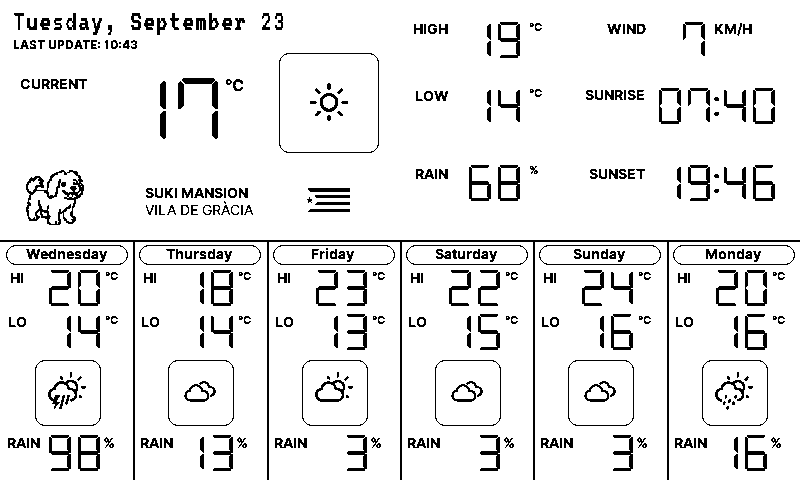 Tuesday, September 23
LAST UPDATE: 10:43
CURRENT 17 °C
SUKI MANSION
VILA DE GRÀCIA
HIGH 19 °C
LOW 14 °C
RAIN 68 %
WIND 7 KM/H
SUNRISE 07:40
SUNSET 19:46
Wednesday
HI 20 °C
LO 14 °C
RAIN 98 %
Thursday
HI 18 °C
LO 14 °C
RAIN 13 %
Friday
HI 23 °C
LO 13 °C
RAIN 3 %
Saturday
HI 22 °C
LO 15 °C
RAIN 3 %
Sunday
HI 24 °C
LO 16 °C
RAIN 3 %
Monday
HI 20 °C
LO 16 °C
RAIN 16 %